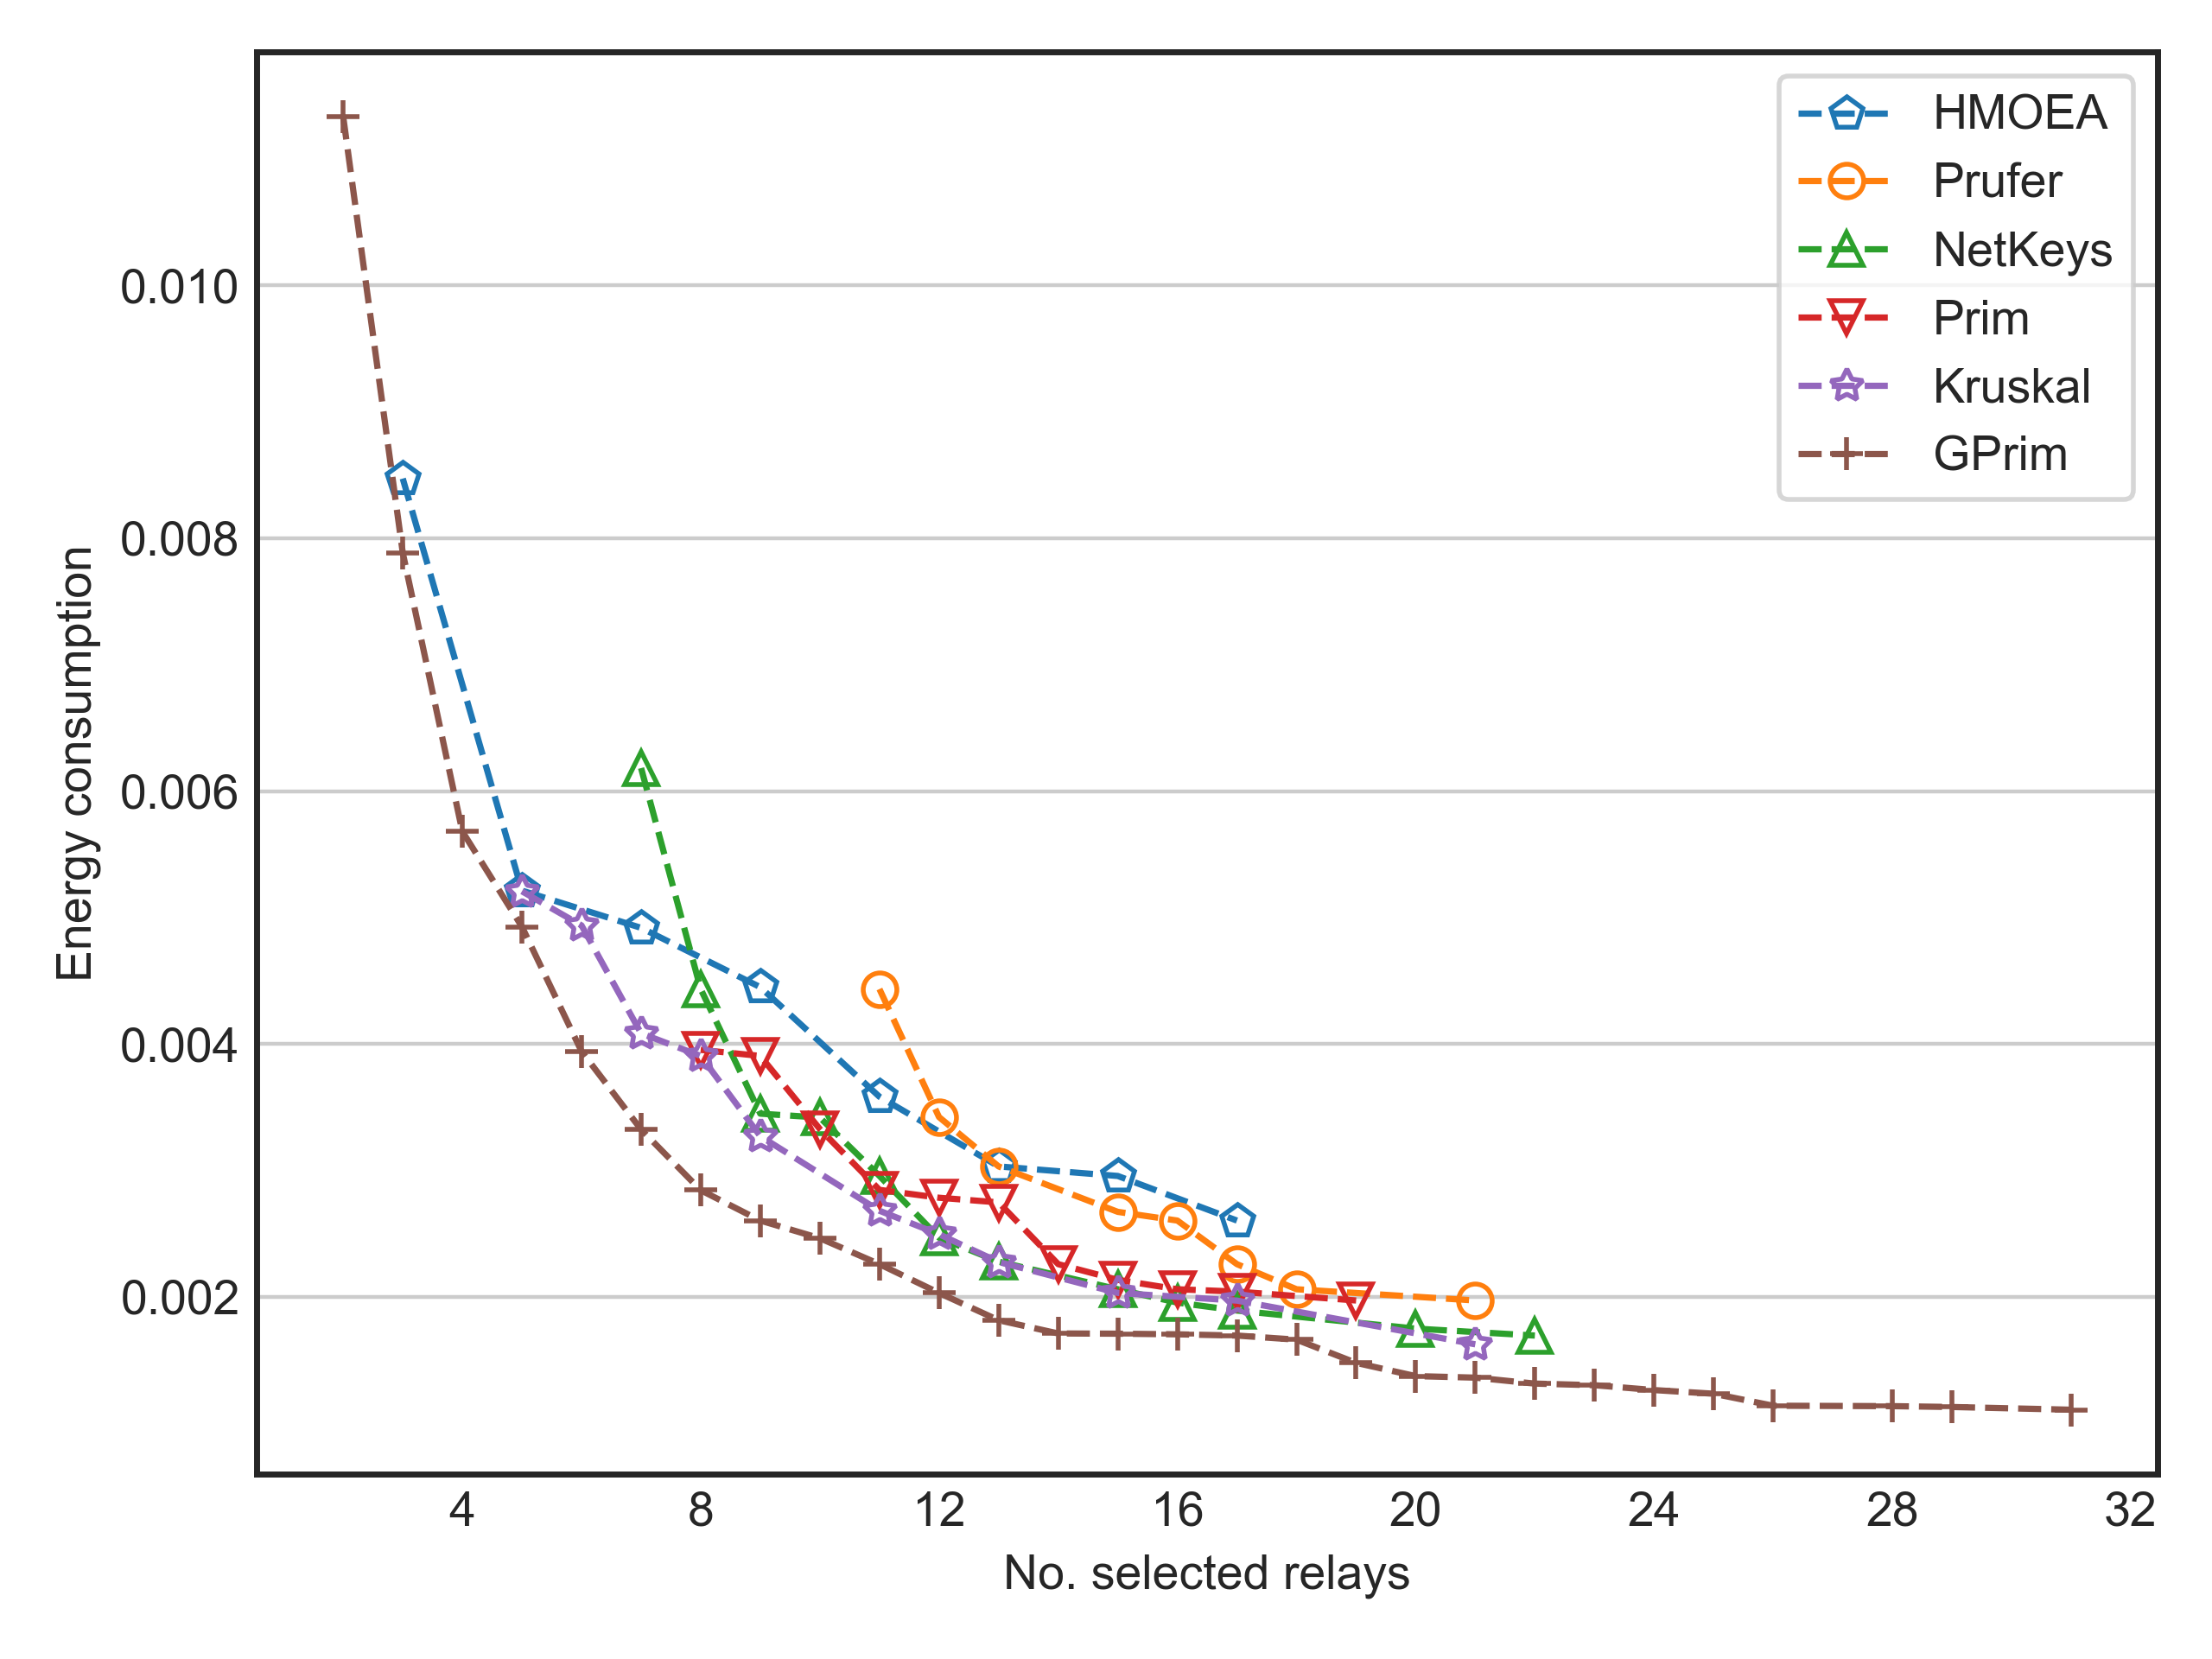 HMOEA
Prufer
NetKeys
Prim
Kruskal
GPrim
0.010
0.008
0.006
0.004
0.002
Energy consumption
4 8 12 16 20 24 28 32
No. selected relays